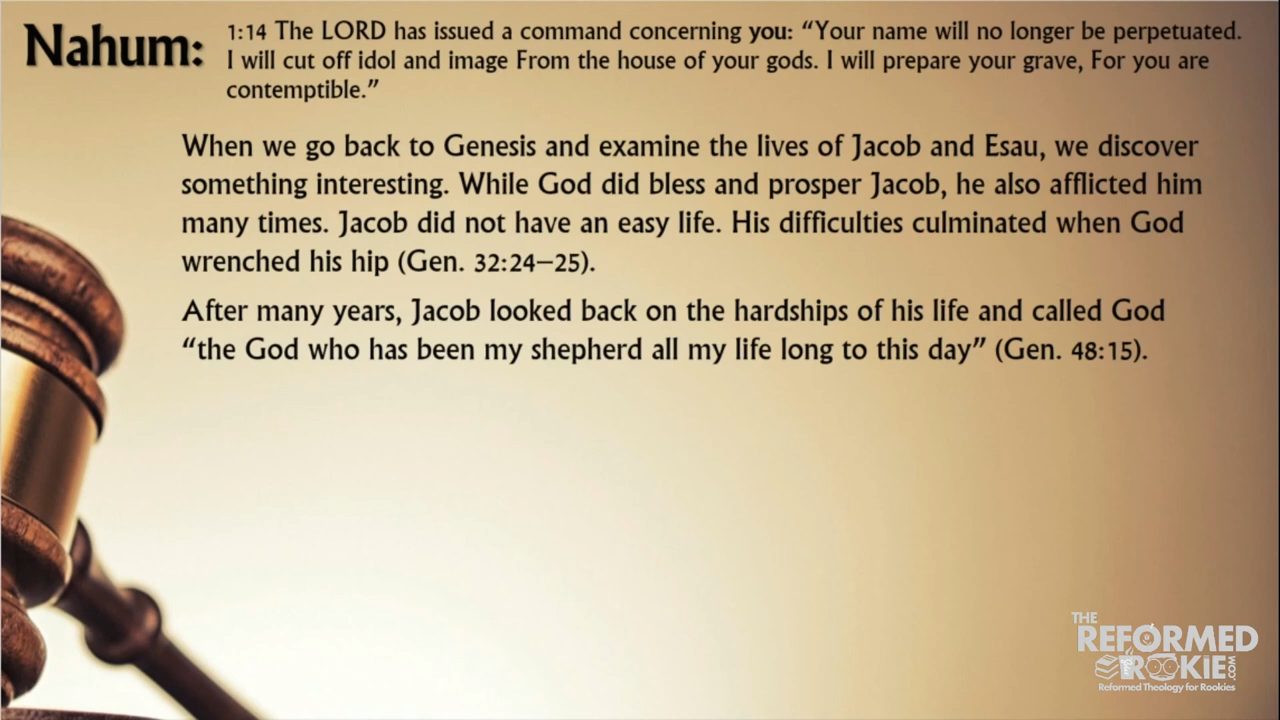 Nahum:
1:14 The LORD has issued a command concerning you: “Your name will no longer be perpetuated.
I will cut off idol and image From the house of your gods. I will prepare your grave, For you are
contemptible.”
When we go back to Genesis and examine the lives of Jacob and Esau, we discover
something interesting. While God did bless and prosper Jacob, he also afflicted him
many times. Jacob did not have an easy life. His difficulties culminated when God
wrenched his hip (Gen. 32:24–25).
After many years, Jacob looked back on the hardships of his life and called God
“the God who has been my shepherd all my life long to this day” (Gen. 48:15).
THE
REFORMED
ROOKIE.COM
Reformed Theology for Rookies